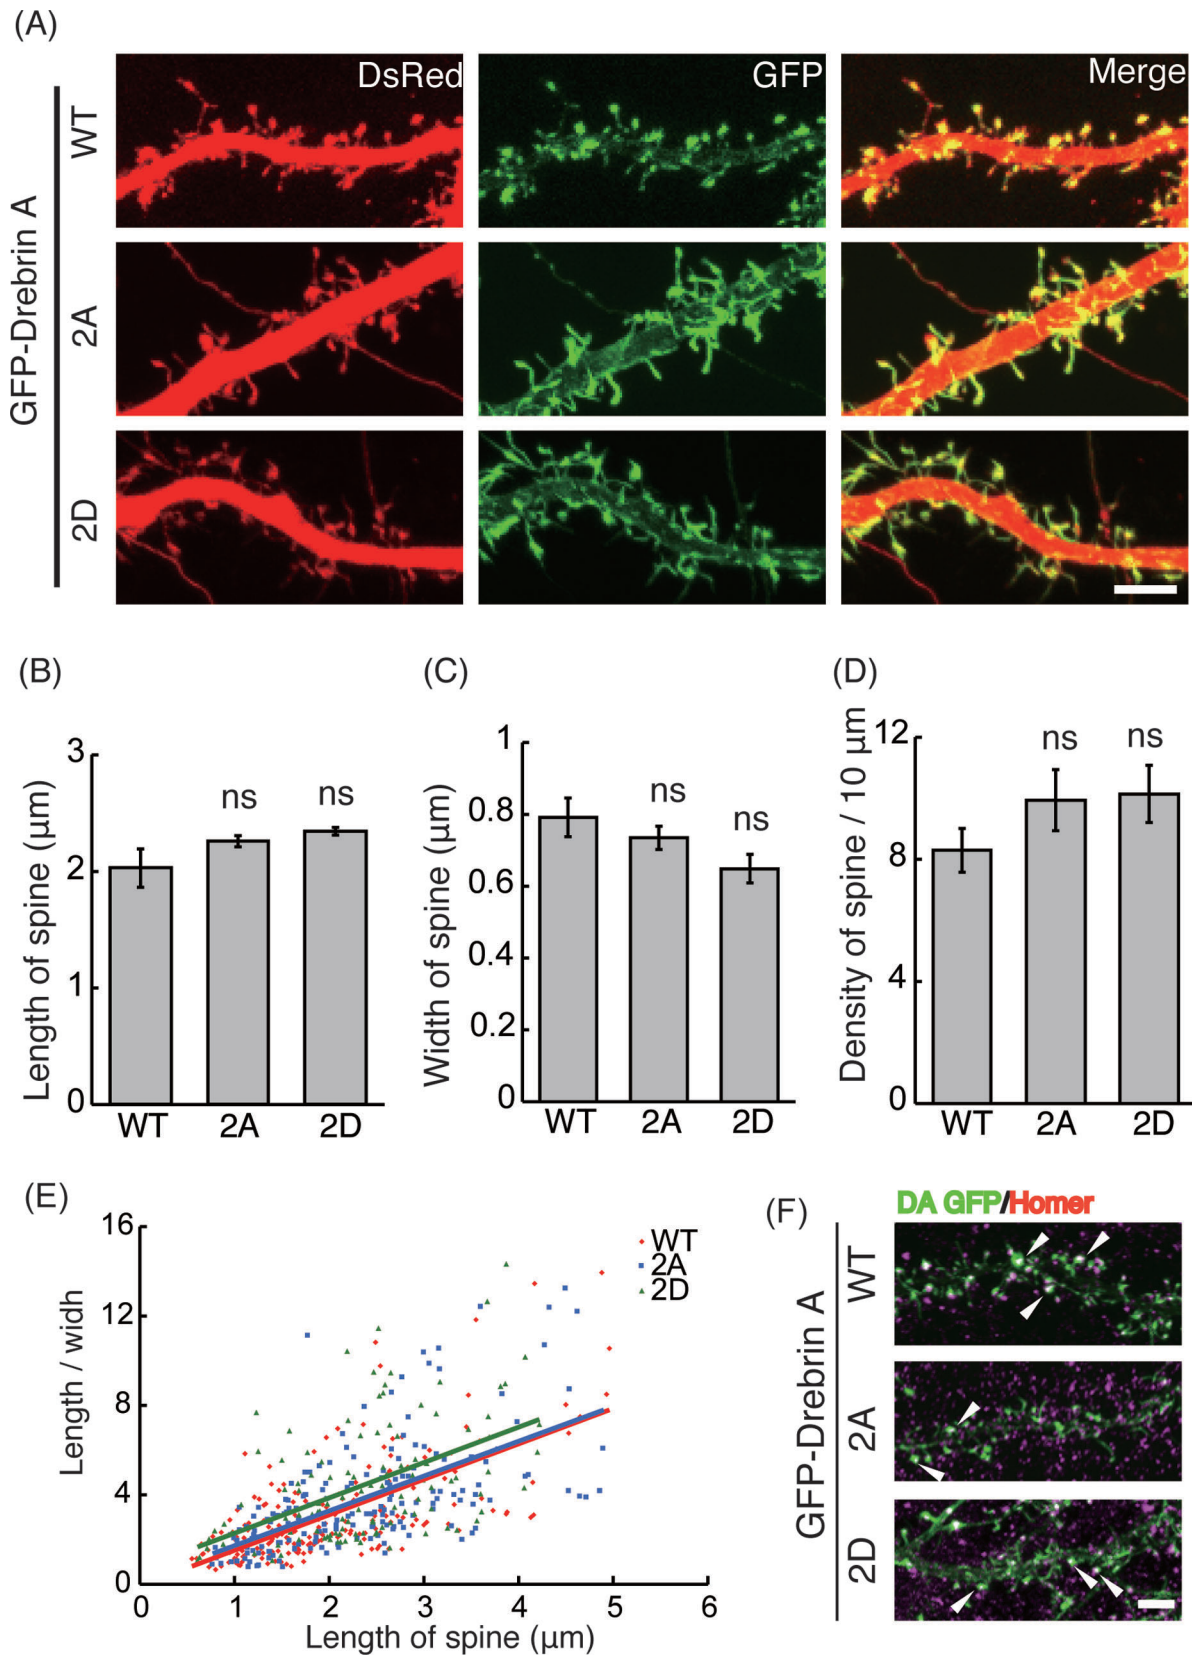 (A)
DsRed
GFP
Merge
GFP-Drebrin A
WT
2A
2D
(B)
Length of spine (μm)
3
2
1
0
ns
ns
WT
2A
2D
(C)
Width of spine (μm)
1
0.8
0.6
0.4
0.2
0
ns
ns
WT
2A
2D
(D)
Density of spine / 10 μm
12
8
4
0
ns
ns
WT
2A
2D
(E)
Length / widh
16
12
8
4
0
0 1 2 3 4 5 6
Length of spine (μm)
WT
2A
2D
(F)
DA GFP/Homer
GFP-Drebrin A
WT
2A
2D